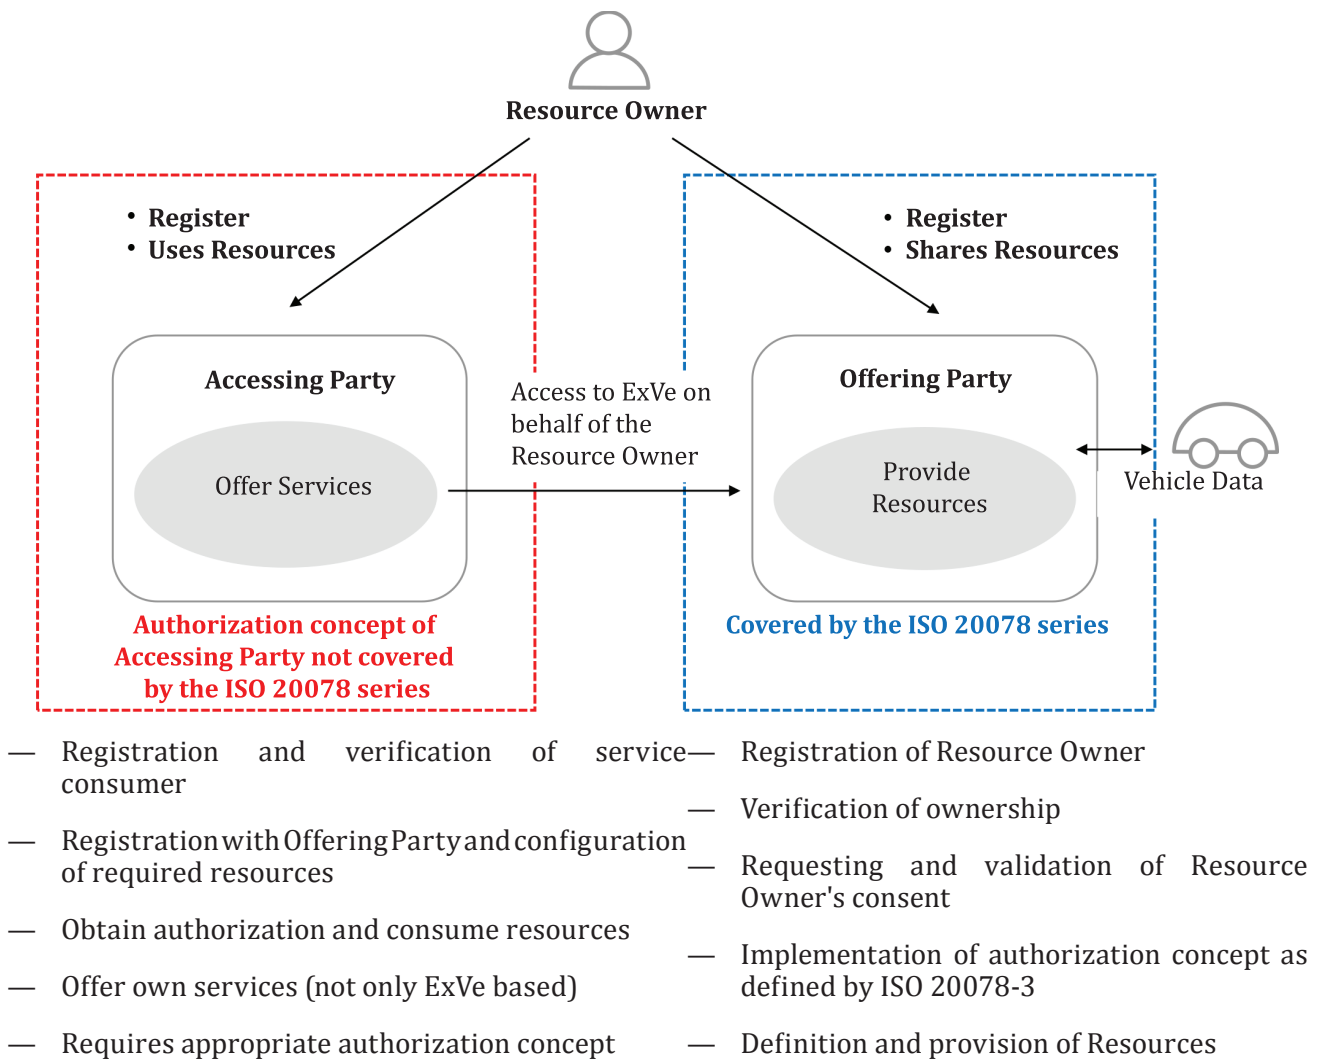 Resource Owner
• Register
• Uses Resources
• Register
• Shares Resources
Accessing Party
Offer Services
Access to ExVe on
behalf of the
Resource Owner
Offering Party
Provide
Resources
Vehicle Data
Authorization concept of
Accessing Party not covered
by the ISO 20078 series
Covered by the ISO 20078 series
— Registration and verification of service
consumer
— Registration with Offering Party and configuration
of required resources
— Obtain authorization and consume resources
— Offer own services (not only ExVe based)
— Requires appropriate authorization concept
— Registration of Resource Owner
— Verification of ownership
— Requesting and validation of Resource
Owner's consent
— Implementation of authorization concept as
defined by ISO 20078-3
— Definition and provision of Resources